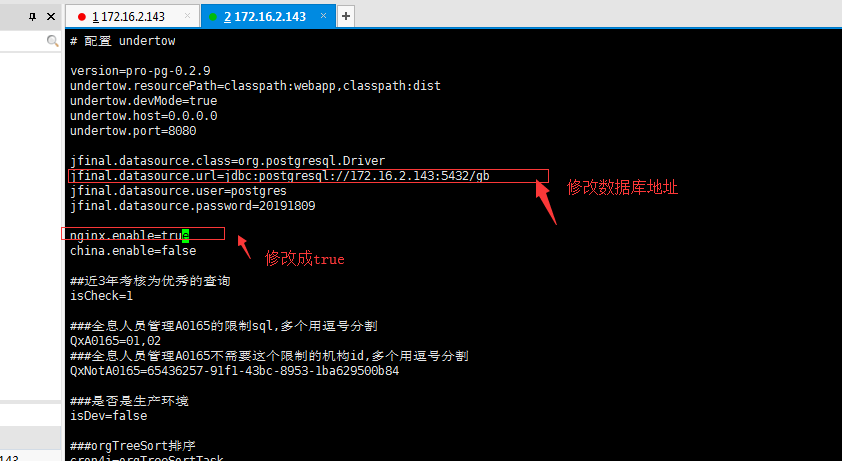 1 172.16.2.143
2 172.16.2.143
# 配置 undertow
version=pro-pg-0.2.9
undertow.resourcePath=classpath:webapp,classpath:dist
undertow.devMode=true
undertow.host=0.0.0.0
undertow.port=8080
jfinal.datasource.class=org.postgresql.Driver
jfinal.datasource.url=jdbc:postgresql://172.16.2.143:5432/gb
修改数据库地址
jfinal.datasource.user=postgres
jfinal.datasource.password=20191809
nginx.enable=true
修改成true
china.enable=false
##近3年考核为优秀的查询
isCheck=1
###全息人员管理A0165的限制sql,多个用逗号分割
QxA0165=01,02
###全息人员管理A0165不需要这个限制的机构id,多个用逗号分割
QxNotA0165=65436257-91f1-43bc-8953-1ba629500b84
###是否是生产环境
isDev=false
###orgTreeSort排序
cron4j=orgTreeSortTask